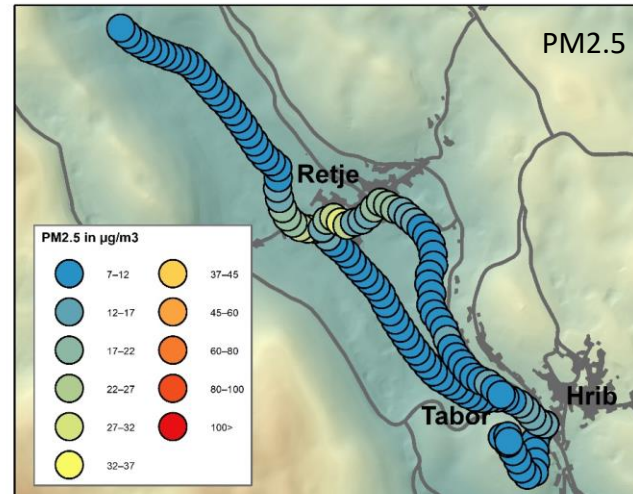 PM2.5
Retje
PM2.5 in µg/m3
7–12
37–45
12–17
45–60
17–22
60–80
22–27
80–100
27–32
100>
32–37
Hrib
Tabor